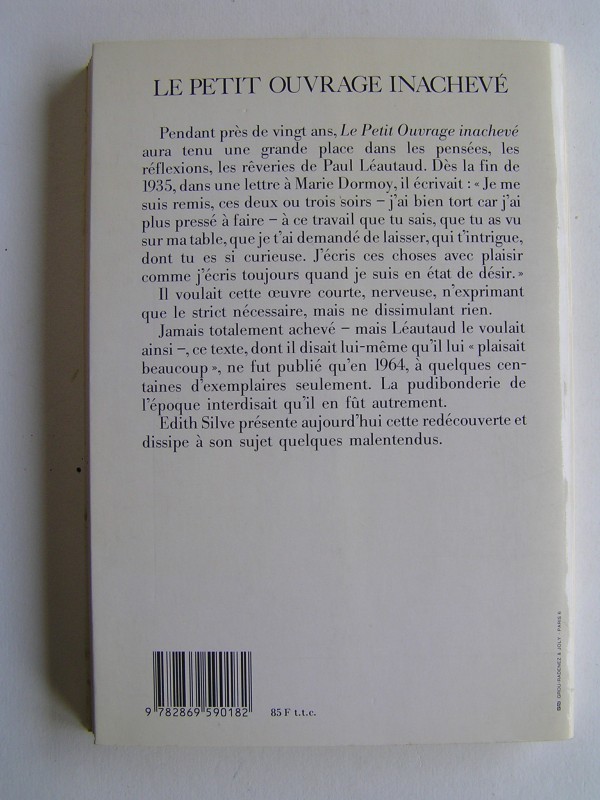 LE PETIT OUVRAGE INACHEVÉ
Pendant près de vingt ans, Le Petit Ouvrage inachevé
aura tenu une grande place dans les pensées, les
réflexions, les rêveries de Paul Léautaud. Dès la fin de
1935, dans une lettre à Marie Dormoy, il écrivait : « Je me
suis remis, ces deux ou trois soirs – j'ai bien tort car j'ai
plus pressé à faire – à ce travail que tu sais, que tu as vu
sur ma table, que je t'ai demandé de laisser, qui t'intrigue,
dont tu es si curieuse. J'écris ces choses avec plaisir
comme j'écris toujours quand je suis en état de désir. »
Il voulait cette œuvre courte, nerveuse, n'exprimant
que le strict nécessaire, mais ne dissimulant rien.
Jamais totalement achevé – mais Léautaud le voulait
ainsi –, ce texte, dont il disait lui-même qu'il lui « plaisait
beaucoup », ne fut publié qu'en 1964, à quelques cen-
taines d'exemplaires seulement. La pudibonderie de
l'époque interdisait qu'il en fût autrement.
Edith Silve présente aujourd'hui cette redécouverte et
dissipe à son sujet quelques malentendus.
9 782869 590182
85 F t.t.c.
GROU-RADENEZ & JOLY · PARIS 6